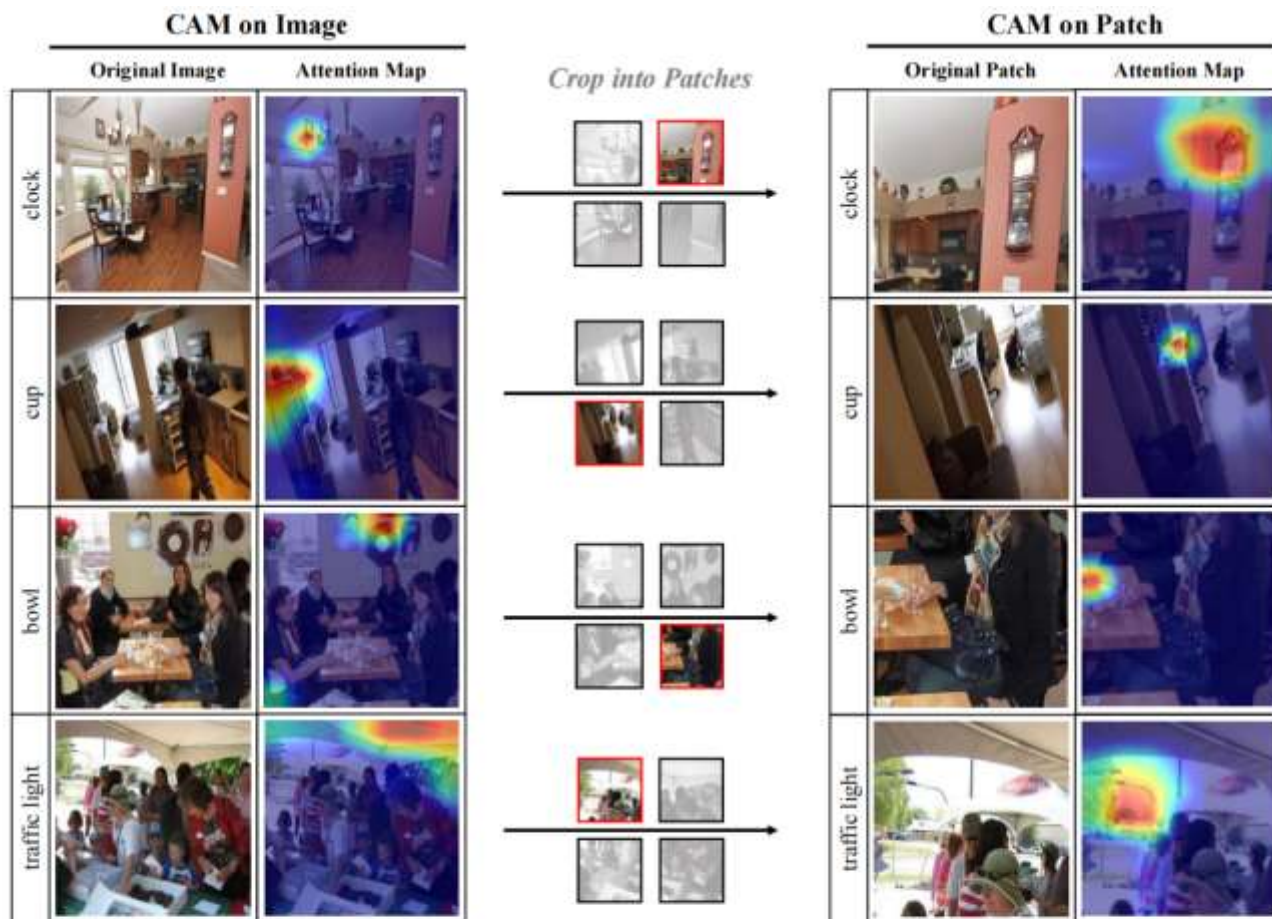 CAM on Image
CAM on Patch
Original Image
Attention Map
Crop into Patches
Original Patch
Attention Map
clock
clock
cup
cup
bowl
bowl
traffic light
traffic light